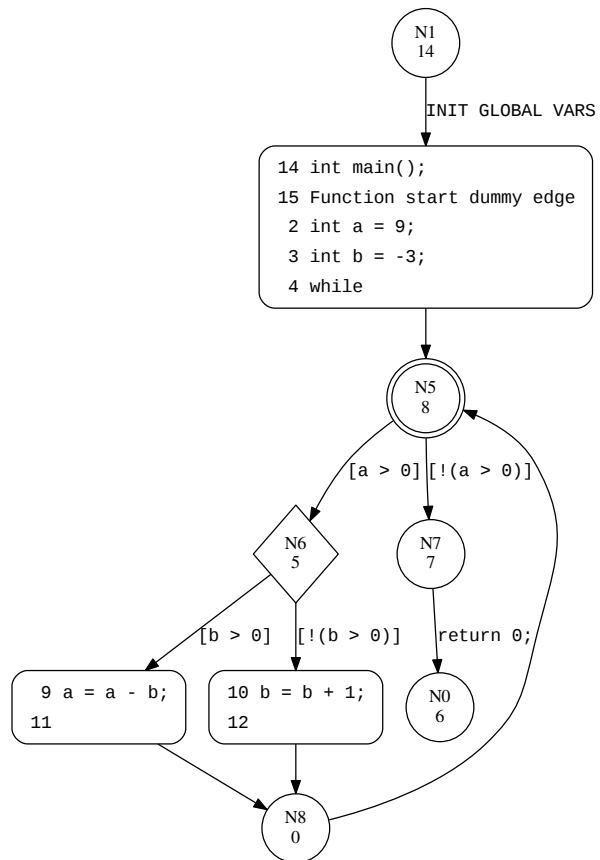 N1
14
INIT GLOBAL VARS
14 int main();
15 Function start dummy edge
2 int a = 9;
3 int b = -3;
4 while
N5
8
[a > 0]
[!(a > 0)]
N6
5
N7
7
[b > 0]
[!(b > 0)]
return 0;
9 a = a - b;
11
10 b = b + 1;
12
N0
6
N8
0